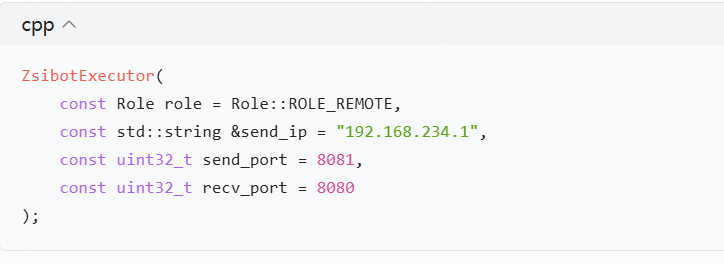 cpp
ZsibotExecutor(
    const Role role = Role::ROLE_REMOTE,
    const std::string &send_ip = "192.168.234.1",
    const uint32_t send_port = 8081,
    const uint32_t recv_port = 8080
);